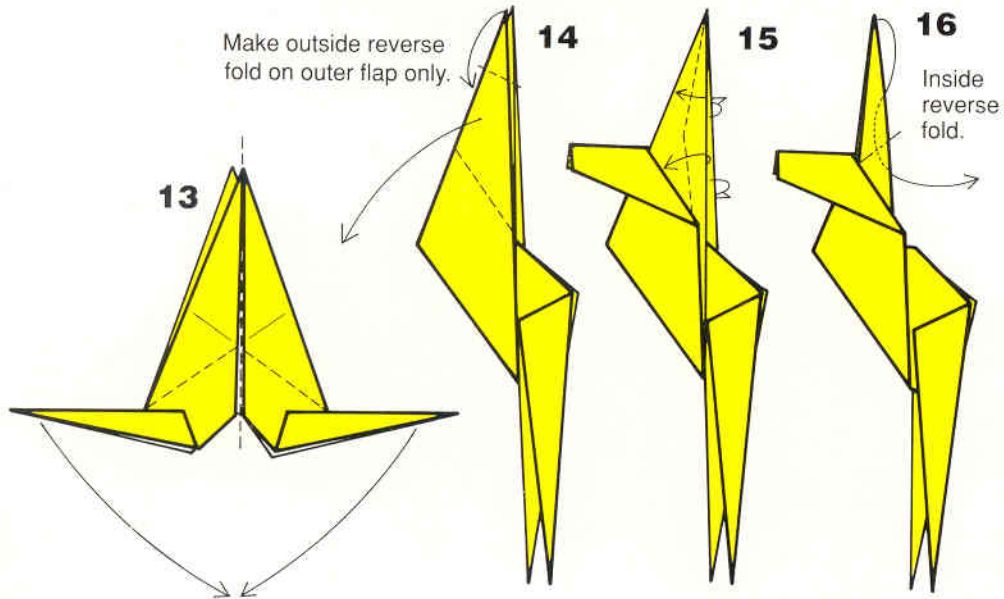 Make outside reverse
fold on outer flap only.
13
14
15
16
Inside
reverse
fold.